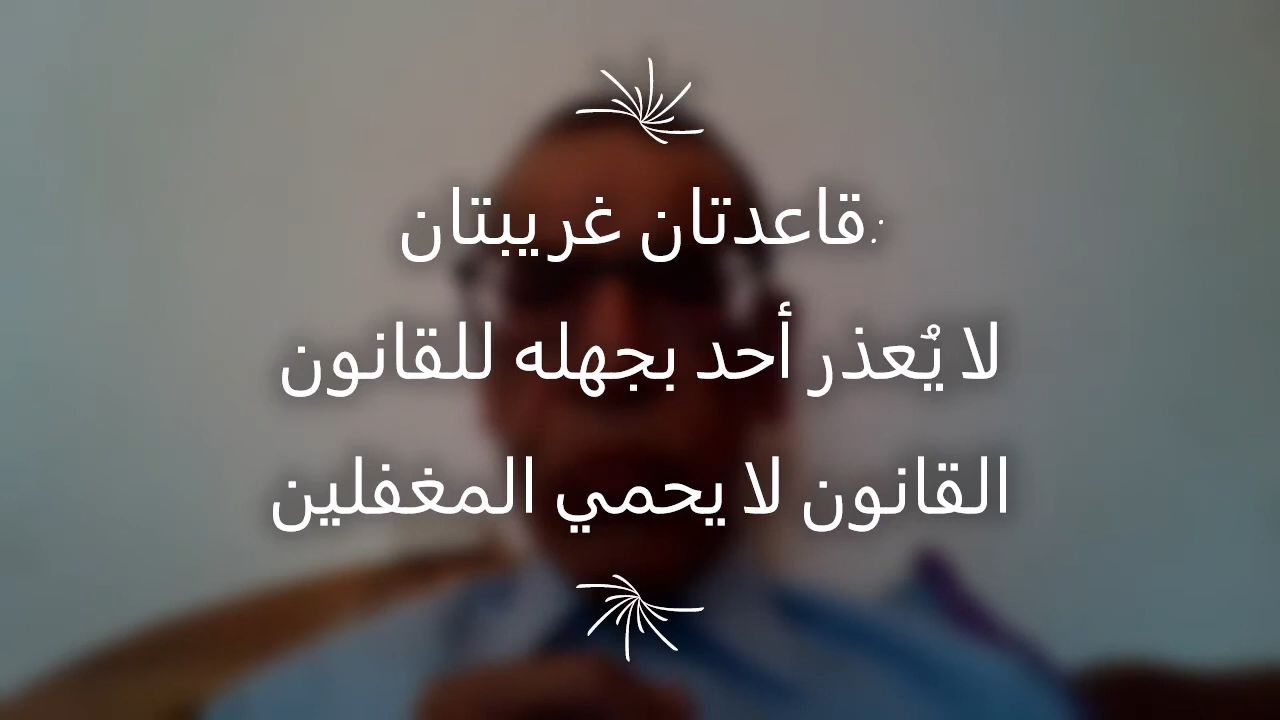 قاعدتان غريبتان:
لا يُعذر أحد بجهله للقانون
القانون لا يحمي المغفلين